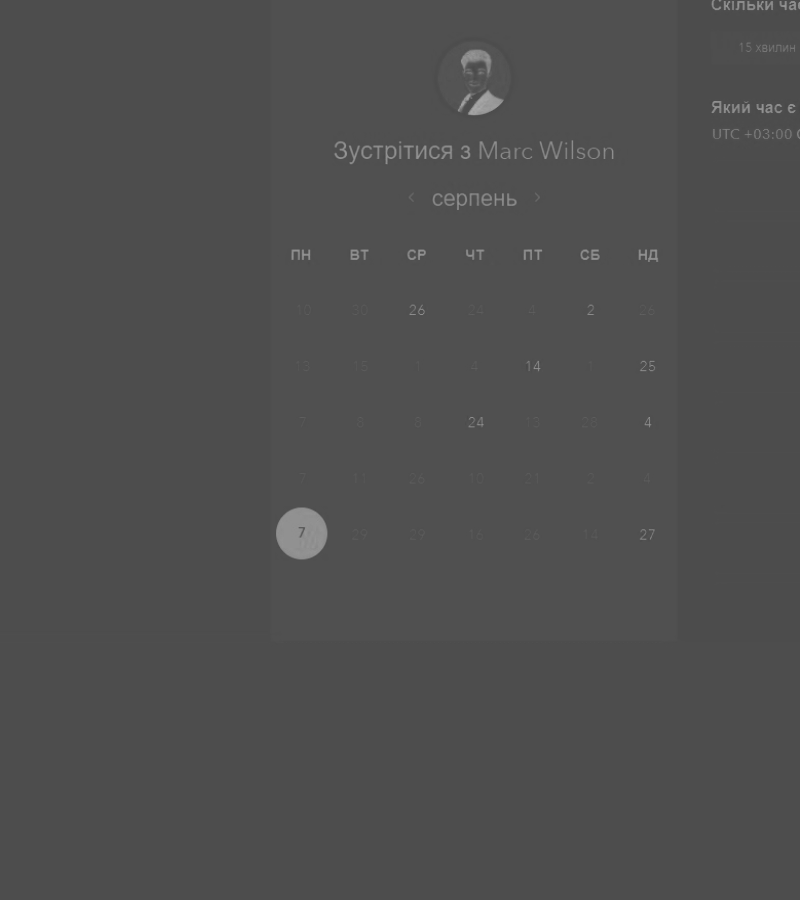 Скільки час
15 хвилин
Який час є
UTC +03:00
Зустрітися з Marc Wilson
серпень
ПН ВТ СР ЧТ ПТ СБ НД
10 30 26 24 4 2 26
13 15 1 4 14 1 25
7 8 8 24 13 28 4
7 11 26 10 21 2 4
7 29 29 16 26 14 27